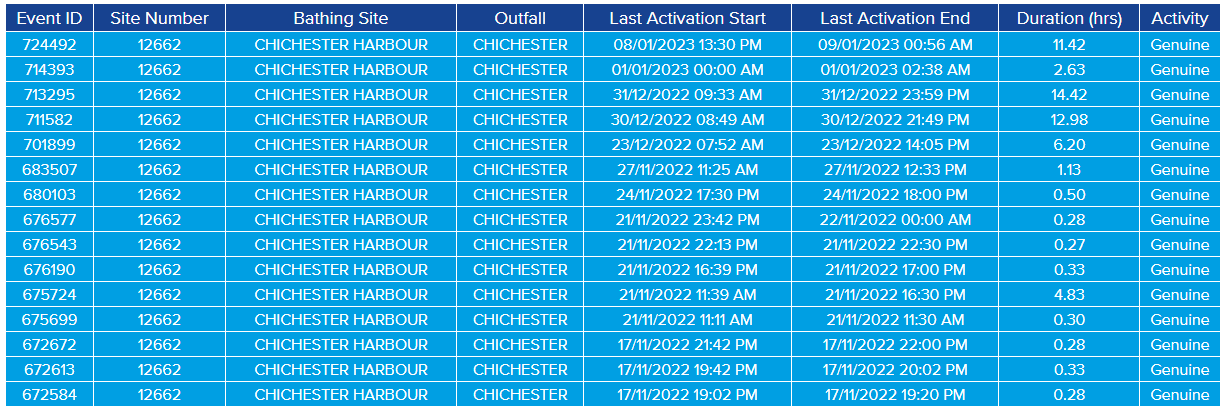 Event ID Site Number Bathing Site Outfall Last Activation Start Last Activation End Duration (hrs) Activity
724492 12662 CHICHESTER HARBOUR CHICHESTER 08/01/2023 13:30 PM 09/01/2023 00:56 AM 11.42 Genuine
714393 12662 CHICHESTER HARBOUR CHICHESTER 01/01/2023 00:00 AM 01/01/2023 02:38 AM 2.63 Genuine
713295 12662 CHICHESTER HARBOUR CHICHESTER 31/12/2022 09:33 AM 31/12/2022 23:59 PM 14.42 Genuine
711582 12662 CHICHESTER HARBOUR CHICHESTER 30/12/2022 08:49 AM 30/12/2022 21:49 PM 12.98 Genuine
701899 12662 CHICHESTER HARBOUR CHICHESTER 23/12/2022 07:52 AM 23/12/2022 14:05 PM 6.20 Genuine
683507 12662 CHICHESTER HARBOUR CHICHESTER 27/11/2022 11:25 AM 27/11/2022 12:33 PM 1.13 Genuine
680103 12662 CHICHESTER HARBOUR CHICHESTER 24/11/2022 17:30 PM 24/11/2022 18:00 PM 0.50 Genuine
676577 12662 CHICHESTER HARBOUR CHICHESTER 21/11/2022 23:42 PM 22/11/2022 00:00 AM 0.28 Genuine
676543 12662 CHICHESTER HARBOUR CHICHESTER 21/11/2022 22:13 PM 21/11/2022 22:30 PM 0.27 Genuine
676190 12662 CHICHESTER HARBOUR CHICHESTER 21/11/2022 16:39 PM 21/11/2022 17:00 PM 0.33 Genuine
675724 12662 CHICHESTER HARBOUR CHICHESTER 21/11/2022 11:39 AM 21/11/2022 16:30 PM 4.83 Genuine
675699 12662 CHICHESTER HARBOUR CHICHESTER 21/11/2022 11:11 AM 21/11/2022 11:30 AM 0.30 Genuine
672672 12662 CHICHESTER HARBOUR CHICHESTER 17/11/2022 21:42 PM 17/11/2022 22:00 PM 0.28 Genuine
672613 12662 CHICHESTER HARBOUR CHICHESTER 17/11/2022 19:42 PM 17/11/2022 20:02 PM 0.33 Genuine
672584 12662 CHICHESTER HARBOUR CHICHESTER 17/11/2022 19:02 PM 17/11/2022 19:20 PM 0.28 Genuine